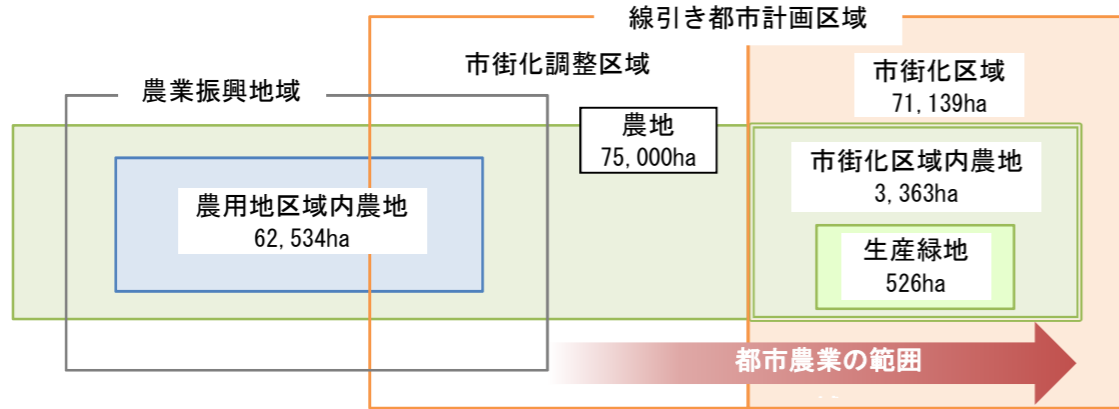 線引き都市計画区域
市街化調整区域
市街化区域
71,139ha
農業振興地域
農地
75,000ha
市街化区域内農地
3,363ha
農用地区域内農地
62,534ha
生産緑地
526ha
都市農業の範囲